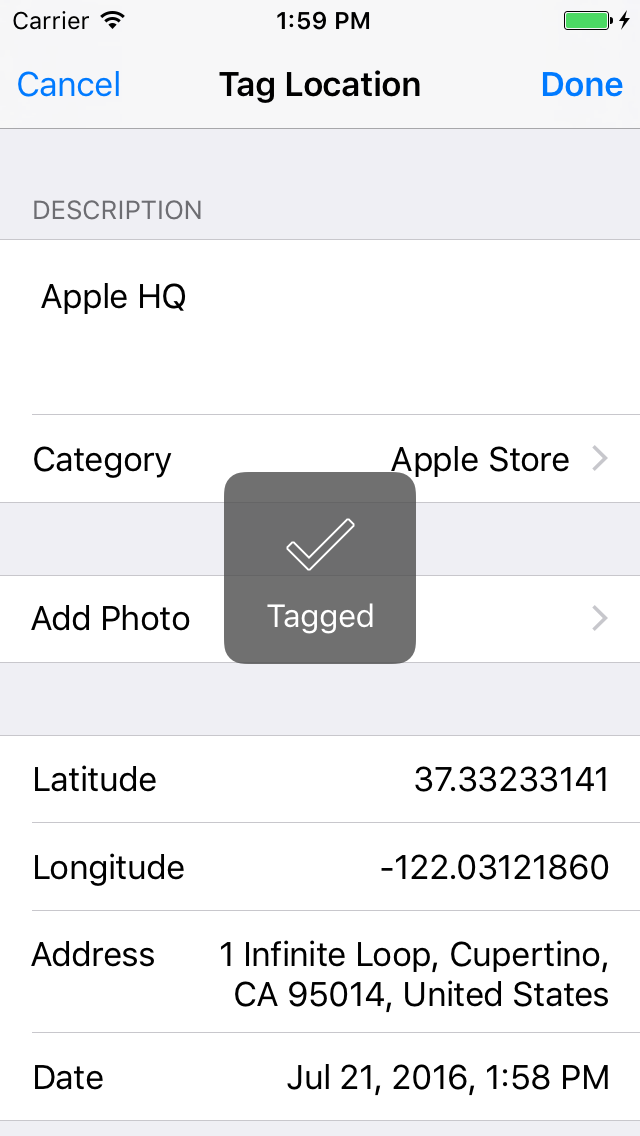 Carrier 1:59 PM
Cancel Tag Location Done
DESCRIPTION
Apple HQ
Category Apple Store
Tagged
Add Photo
Latitude 37.33233141
Longitude -122.03121860
Address 1 Infinite Loop, Cupertino,
CA 95014, United States
Date Jul 21, 2016, 1:58 PM